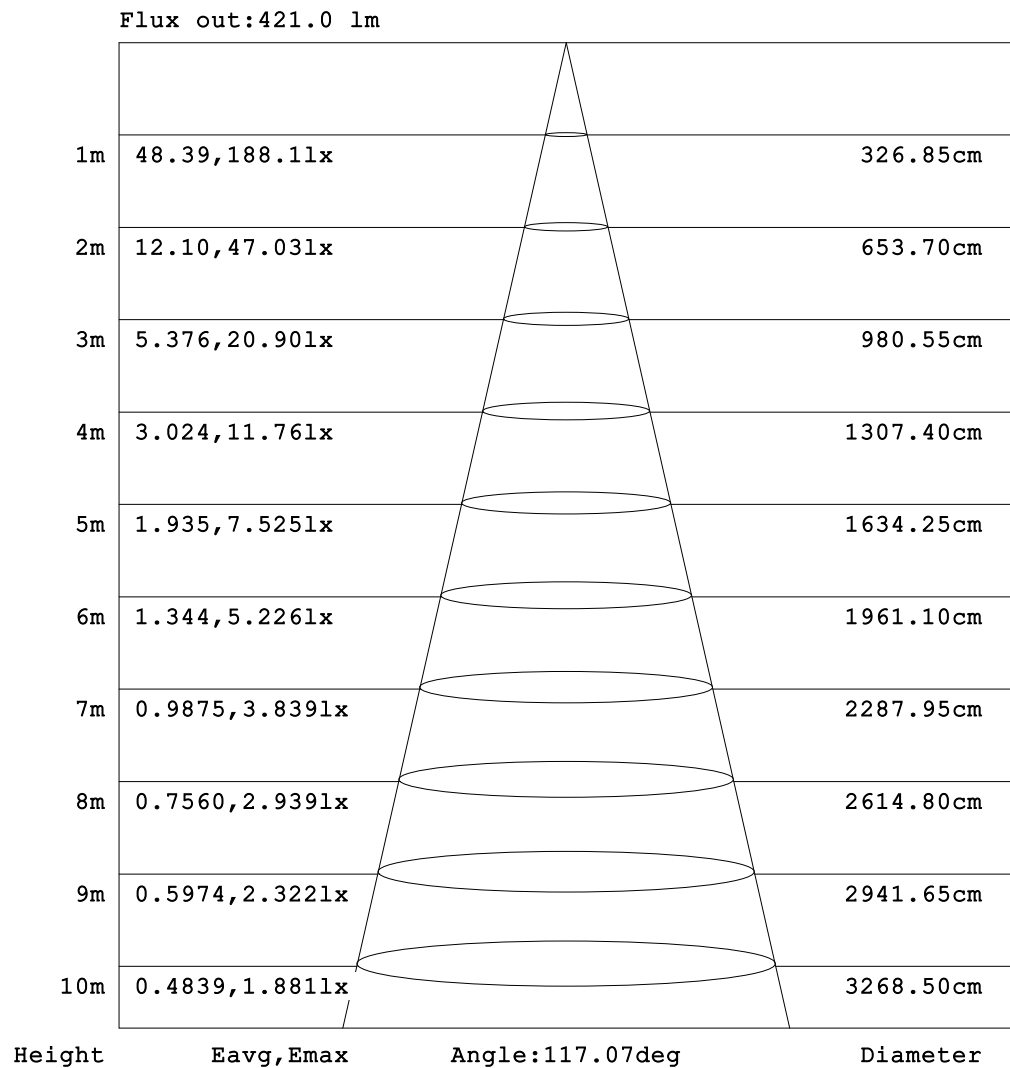 Flux out:421.0 lm
1m 48.39,188.1lx 326.85cm
2m 12.10,47.03lx 653.70cm
3m 5.376,20.90lx 980.55cm
4m 3.024,11.76lx 1307.40cm
5m 1.935,7.525lx 1634.25cm
6m 1.344,5.226lx 1961.10cm
7m 0.9875,3.839lx 2287.95cm
8m 0.7560,2.939lx 2614.80cm
9m 0.5974,2.322lx 2941.65cm
10m 0.4839,1.881lx 3268.50cm
Height Eavg,Emax Angle:117.07deg Diameter